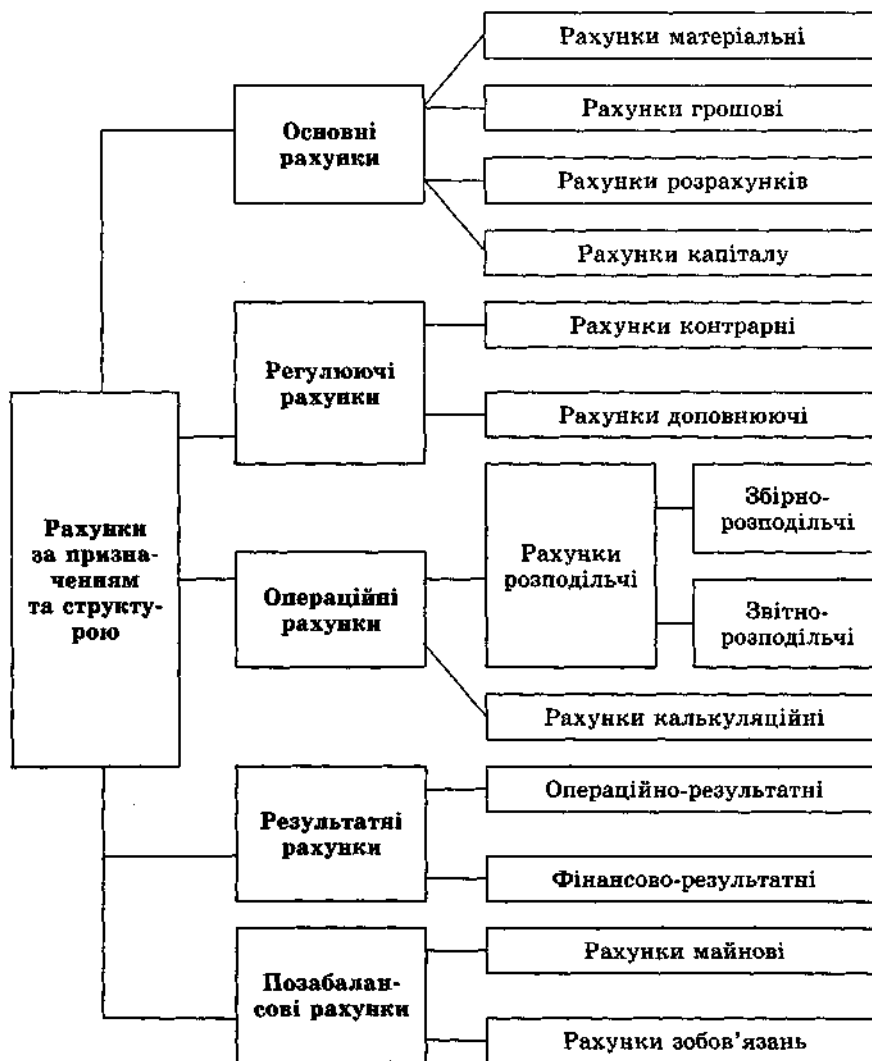 Рахунки
за призна-
ченням
та структу-
рою
Основні
рахунки
Рахунки матеріальні
Рахунки грошові
Рахунки розрахунків
Рахунки капіталу
Регулюючі
рахунки
Рахунки контрарні
Рахунки доповнюючі
Операційні
рахунки
Рахунки
розподільчі
Збірно-
розподільчі
Звітно-
розподільчі
Рахунки калькуляційні
Результатні
рахунки
Операційно-результатні
Фінансово-результатні
Позабалан-
сові рахунки
Рахунки майнові
Рахунки зобов'язань